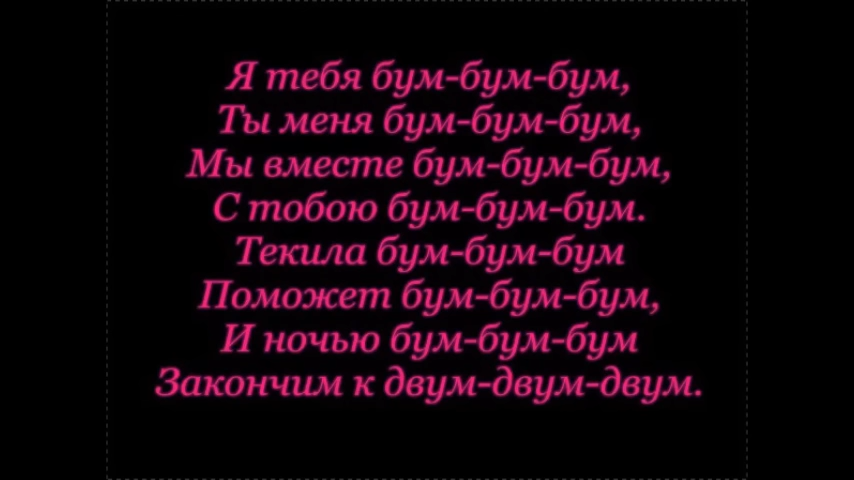 Я тебя бум-бум-бум,
Ты меня бум-бум-бум,
Мы вместе бум-бум-бум,
С тобою бум-бум-бум.
Текила бум-бум-бум
Поможет бум-бум-бум,
И ночью бум-бум-бум
Закончим к двум-двум-двум.